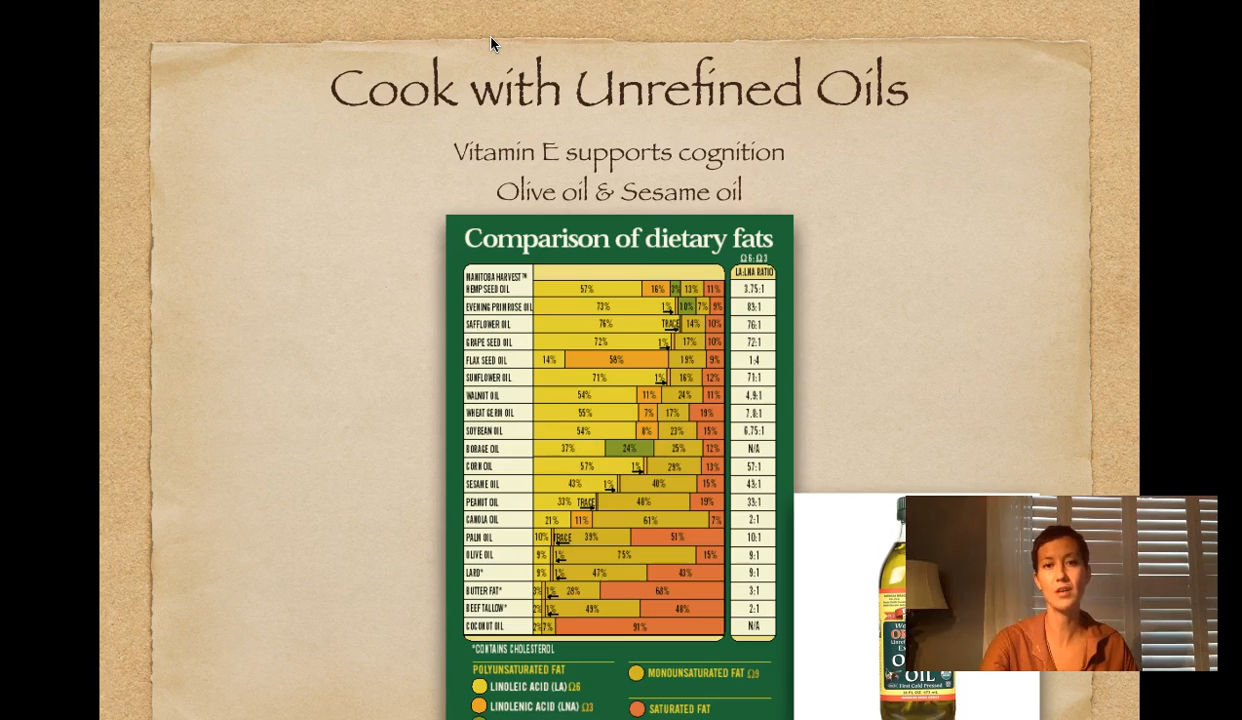 Cook with Unrefined Oils
Vitamin E supports cognition
Olive oil & Sesame oil
Comparison of dietary fats
Ω6:Ω3
LA:LNA RATIO
MANITOBA HARVEST™
HEMP SEED OIL 57% 16% 3% 13% 11% 3.75:1
EVENING PRIMROSE OIL 73% 1% 10% 7% 9% 83:1
SAFFLOWER OIL 76% TRACE 14% 10% 76:1
GRAPE SEED OIL 72% 1% 17% 10% 72:1
FLAX SEED OIL 14% 58% 19% 9% 1:4
SUNFLOWER OIL 71% 1% 16% 12% 71:1
WALNUT OIL 54% 11% 24% 11% 4.9:1
WHEAT GERM OIL 55% 7% 17% 19% 7.8:1
SOYBEAN OIL 54% 8% 23% 15% 6.75:1
BORAGE OIL 37% 24% 25% 12% N/A
CORN OIL 57% 1% 29% 13% 57:1
SESAME OIL 43% 1% 40% 15% 43:1
PEANUT OIL 33% TRACE 48% 19% 33:1
CANOLA OIL 21% 11% 61% 7% 2:1
PALM OIL 10% TRACE 39% 51% 10:1
OLIVE OIL 9% 1% 75% 15% 9:1
LARD* 9% 1% 47% 43% 9:1
BUTTER FAT* 3% 1% 28% 68% 3:1
BEEF TALLOW* 2% 1% 49% 48% 2:1
COCONUT OIL 2% 7% 91% N/A
*CONTAINS CHOLESTEROL
POLYUNSATURATED FAT
LINOLEIC ACID (LA) Ω6
LINOLENIC ACID (LNA) Ω3
MONOUNSATURATED FAT Ω9
SATURATED FAT
OIL
First Cold Pressed